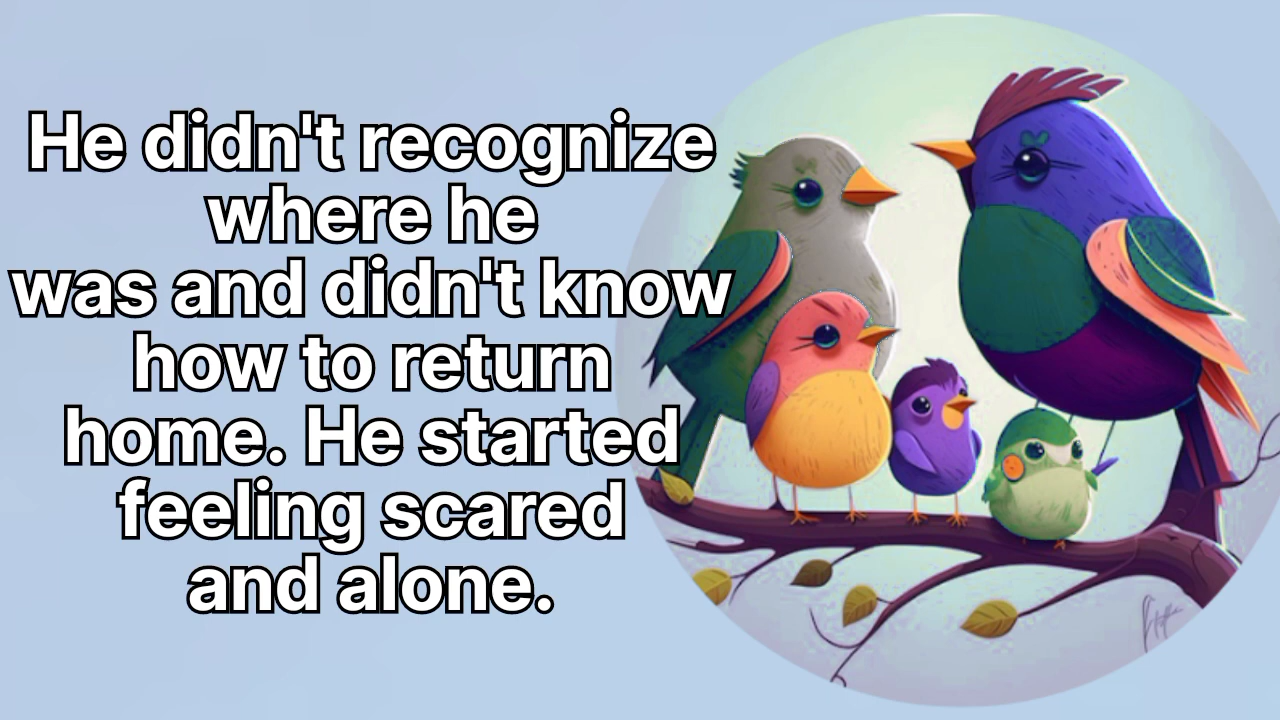 He didn't recognize
where he
was and didn't know
how to return
home. He started
feeling scared
and alone.